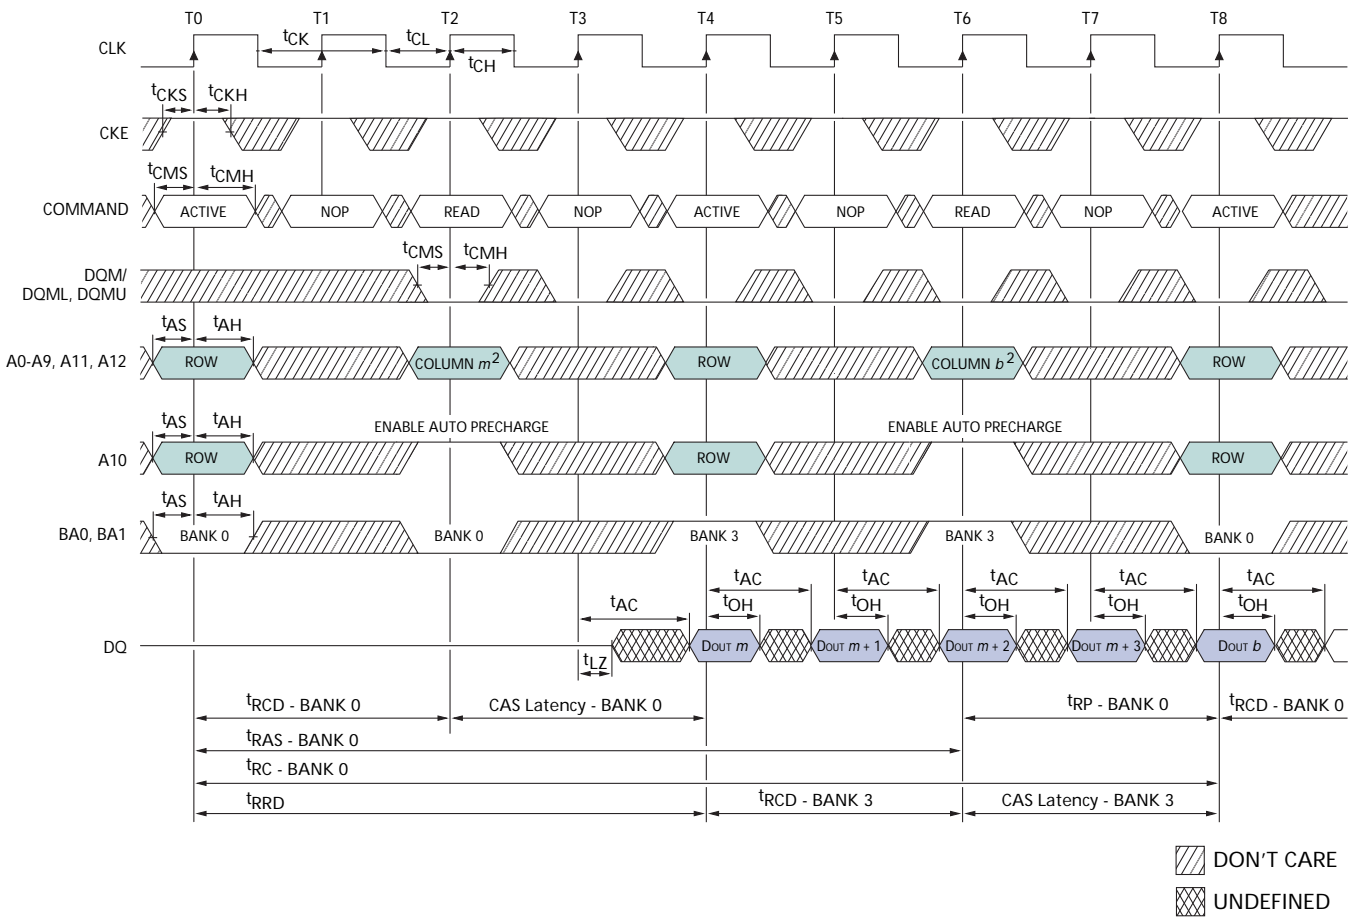 T0 T1 T2 T3 T4 T5 T6 T7 T8
CLK tCK tCL tCH
tCKS tCKH
CKE
tCMS tCMH
COMMAND ACTIVE NOP READ NOP ACTIVE NOP READ NOP ACTIVE
tCMS tCMH
DQM/
DQML, DQMU
tAS tAH
A0-A9, A11, A12 ROW COLUMN m2 ROW COLUMN b2 ROW
tAS tAH ENABLE AUTO PRECHARGE ENABLE AUTO PRECHARGE
A10 ROW ROW ROW
tAS tAH
BA0, BA1 BANK 0 BANK 0 BANK 3 BANK 3 BANK 0
tAC tAC tAC tAC tAC tAC
tOH tOH tOH tOH tOH
DQ DOUT m DOUT m + 1 DOUT m + 2 DOUT m + 3 DOUT b
tLZ
tRCD - BANK 0 CAS Latency - BANK 0 tRP - BANK 0 tRCD - BANK 0
tRAS - BANK 0
tRC - BANK 0
tRRD tRCD - BANK 3 CAS Latency - BANK 3
DON'T CARE
UNDEFINED